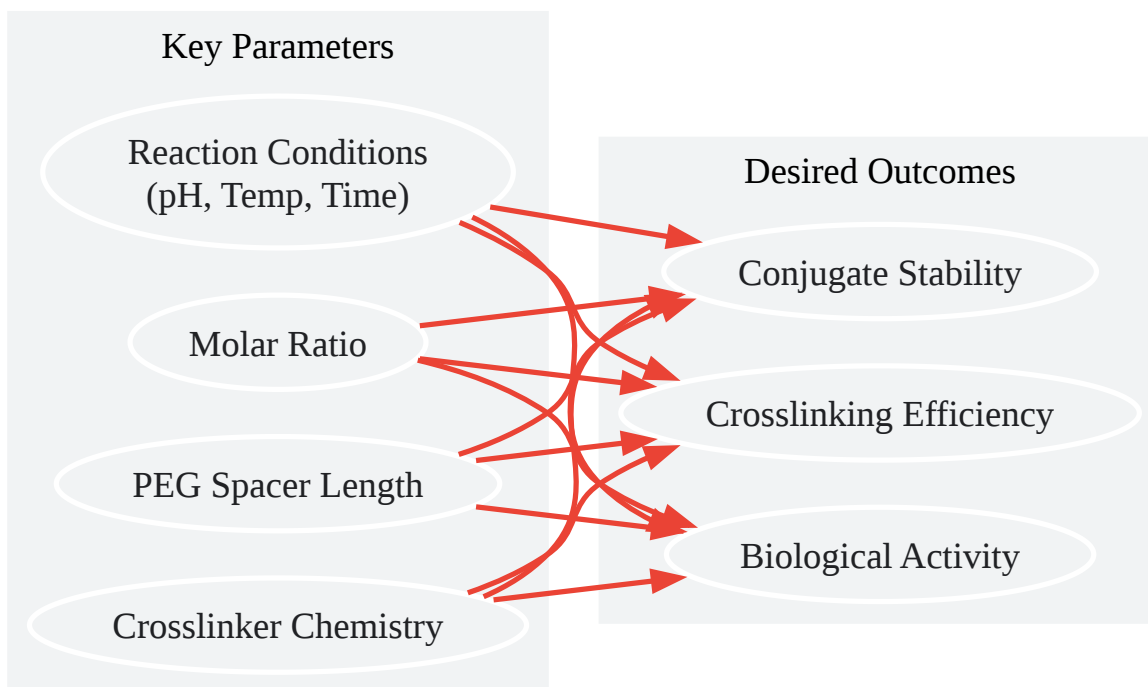 Key Parameters
Reaction Conditions
(pH, Temp, Time)
Molar Ratio
PEG Spacer Length
Crosslinker Chemistry
Desired Outcomes
Conjugate Stability
Crosslinking Efficiency
Biological Activity